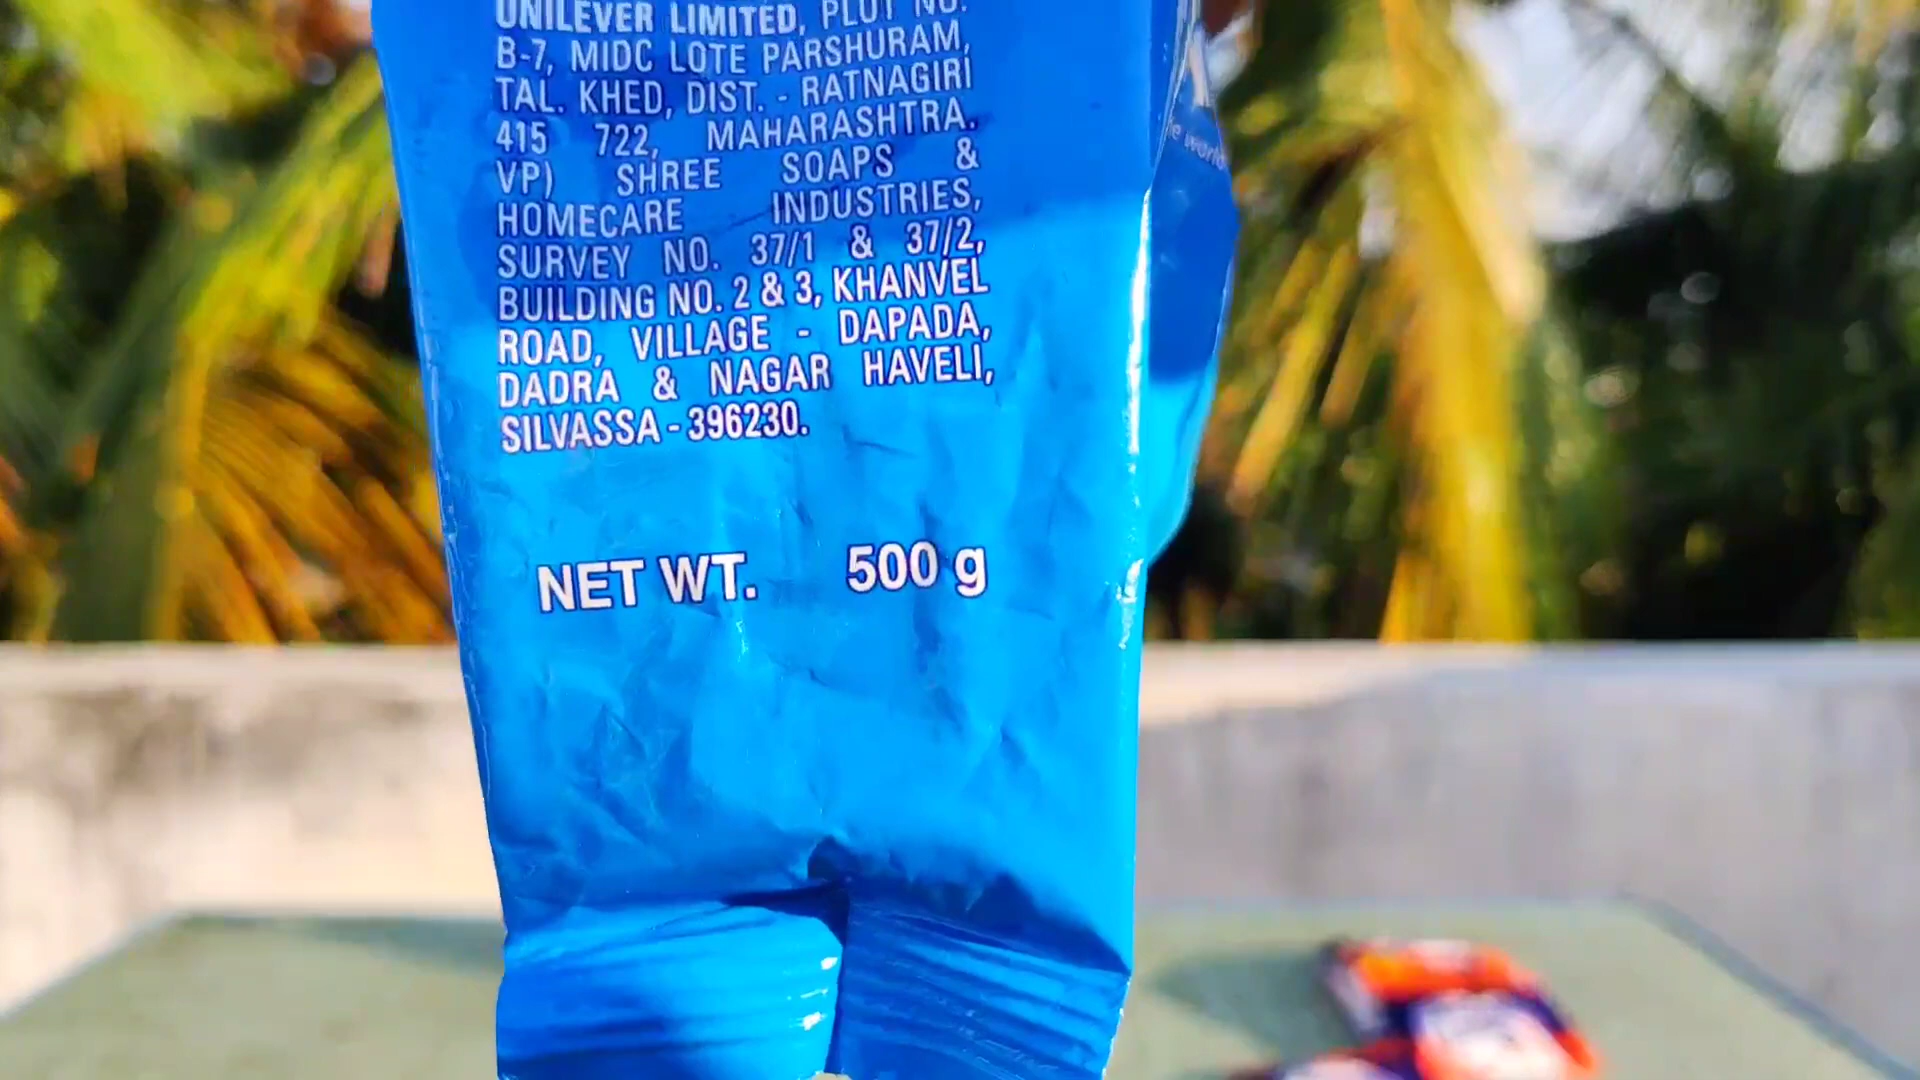 UNILEVER LIMITED, PLOT NO.
B-7, MIDC LOTE PARSHURAM,
TAL. KHED, DIST. - RATNAGIRI
415 722, MAHARASHTRA.
VP) SHREE SOAPS &
HOMECARE INDUSTRIES,
SURVEY NO. 37/1 & 37/2,
BUILDING NO. 2 & 3, KHANVEL
ROAD, VILLAGE - DAPADA,
DADRA & NAGAR HAVELI,
SILVASSA - 396230.
NET WT. 500 g
world